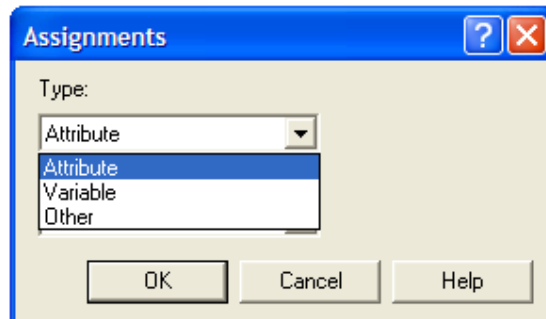 Assignments
Type:
Attribute
Attribute
Variable
Other
OK Cancel Help